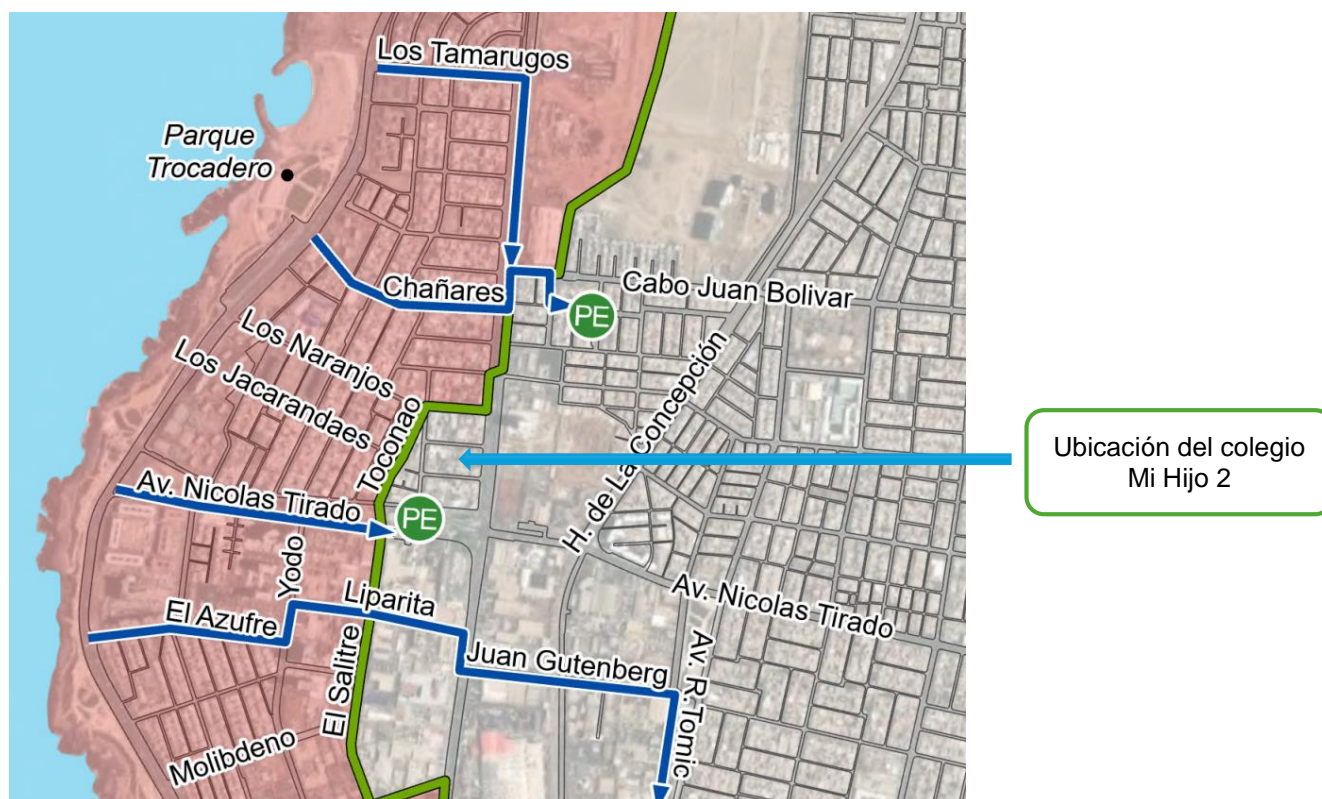 Los Tamarugos
Parque
Trocadero
Chañares
Cabo Juan Bolivar
PE
Los Naranjos
Los Jacarandaes
Toconao
H. de La Concepción
Ubicación del colegio
Mi Hijo 2
Av. Nicolas Tirado
PE
Yodo
Liparita
El Azufre
Av. Nicolas Tirado
El Salitre
Juan Gutenberg
Av. R. Tomic
Molibdeno